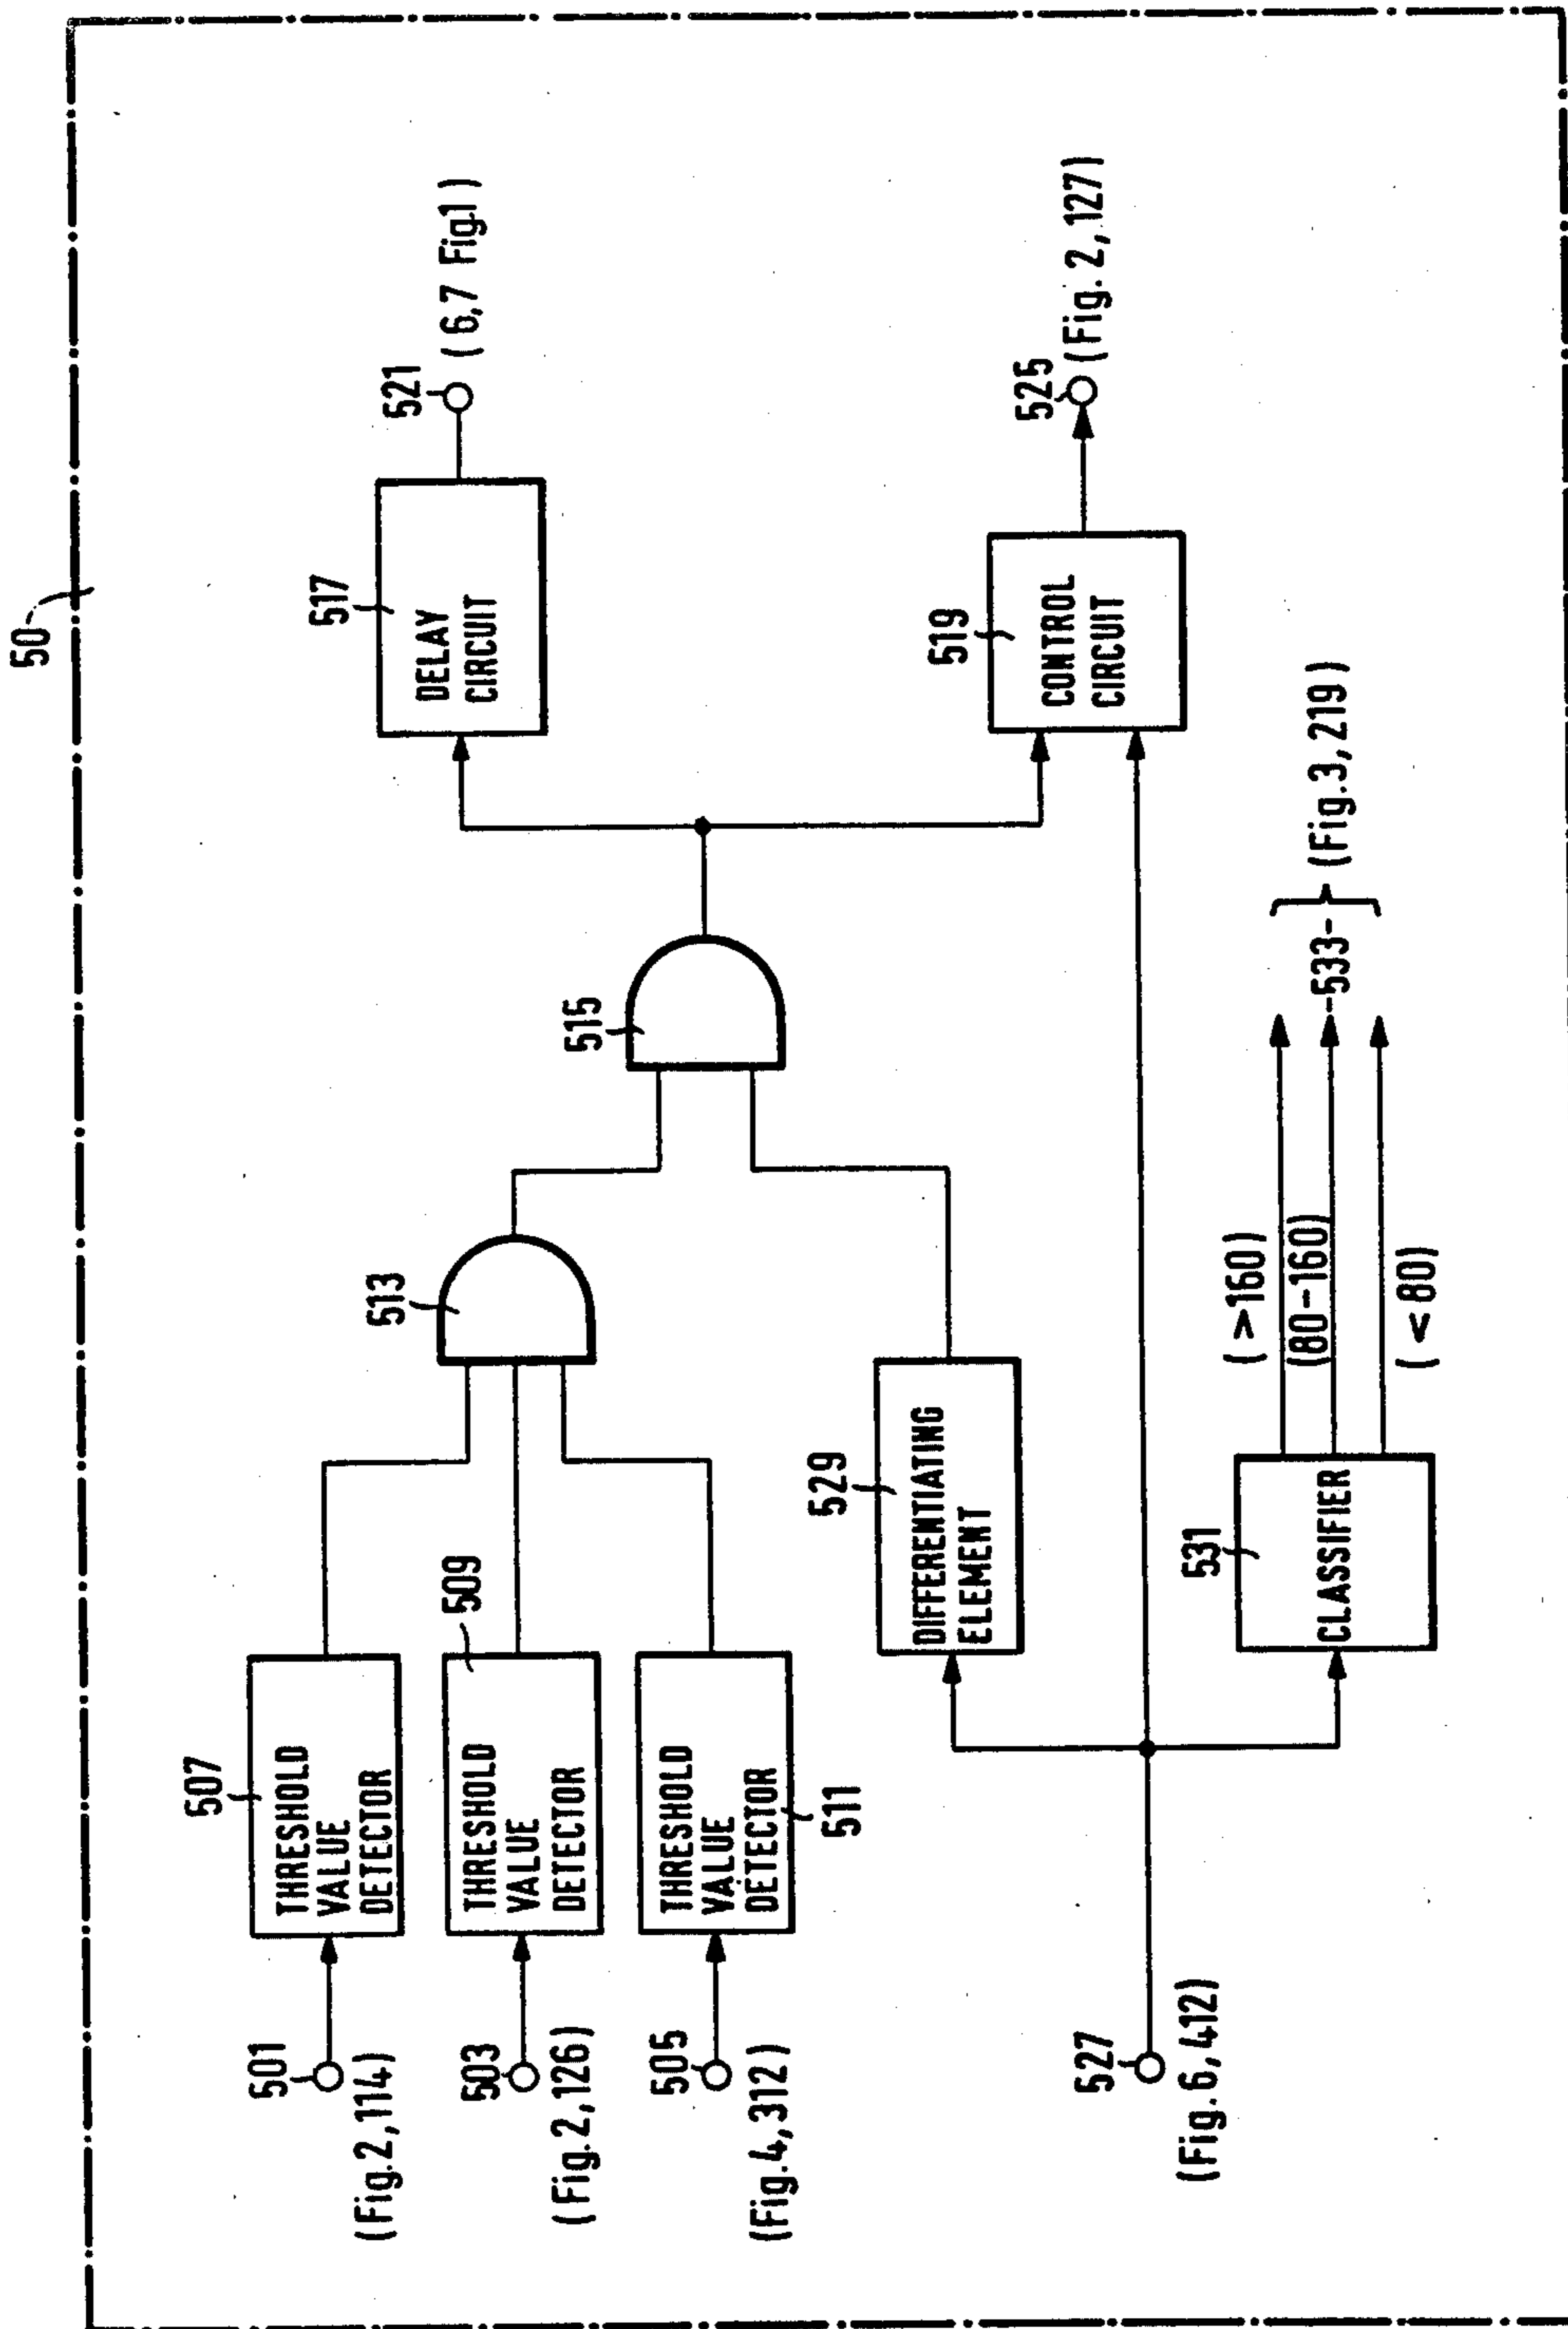 50
501
(Fig.2,114)
507
THRESHOLD
VALUE
DETECTOR
503
(Fig.2,126)
509
THRESHOLD
VALUE
DETECTOR
505
(Fig.4,312)
511
THRESHOLD
VALUE
DETECTOR
513
515
517
DELAY
CIRCUIT
521
(6,7 Fig1)
519
CONTROL
CIRCUIT
525
(Fig. 2,127)
527
(Fig.6,412)
529
DIFFERENTIATING
ELEMENT
531
CLASSIFIER
(>160)
(80-160)
(<80)
-533-
(Fig.3,219)